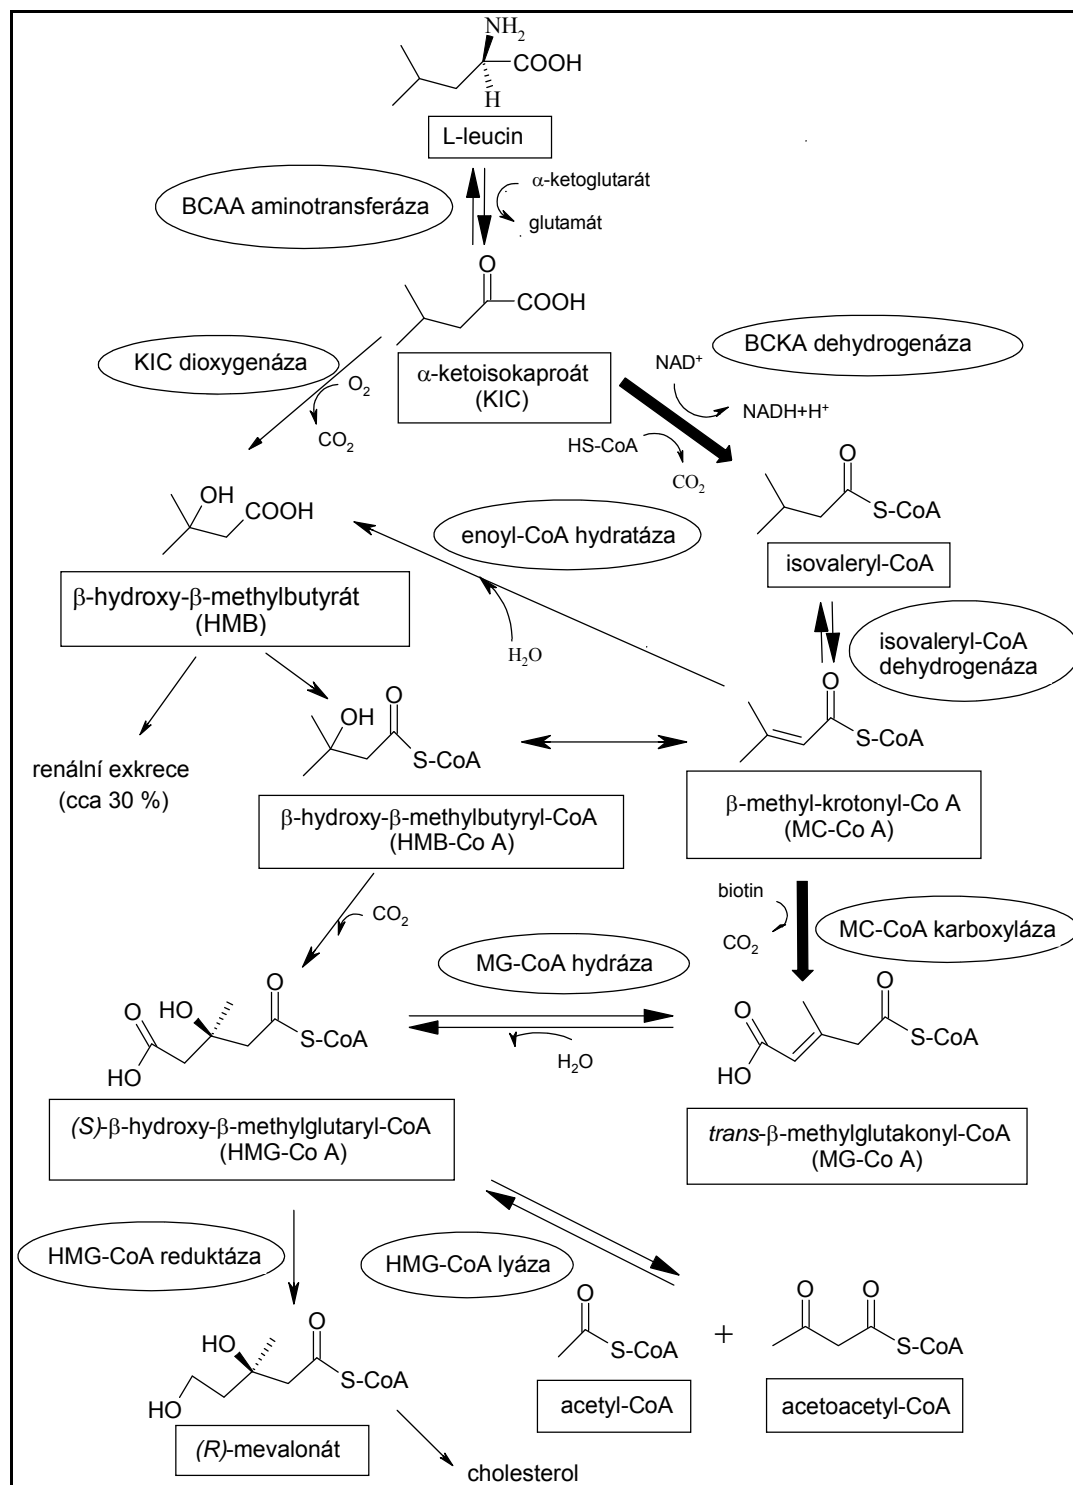 NH2
COOH
H
L-leucin
BCAA aminotransferáza
α-ketoglutarát
glutamát
O
COOH
KIC dioxygenáza
O2
CO2
α-ketoisokaproát
(KIC)
BCKA dehydrogenáza
NAD+
NADH+H+
HS-CoA
CO2
O
S-CoA
isovaleryl-CoA
OH
COOH
enoyl-CoA hydratáza
β-hydroxy-β-methylbutyrát
(HMB)
H2O
isovaleryl-CoA
dehydrogenáza
renální exkrece
(cca 30 %)
OH
O
S-CoA
O
S-CoA
β-hydroxy-β-methylbutyryl-CoA
(HMB-Co A)
β-methyl-krotonyl-Co A
(MC-Co A)
CO2
biotin
CO2
MC-CoA karboxyláza
MG-CoA hydráza
O
HO
O
S-CoA
HO
H2O
O
S-CoA
O
HO
(S)-β-hydroxy-β-methylglutaryl-CoA
(HMG-Co A)
trans-β-methylglutakonyl-CoA
(MG-Co A)
HMG-CoA reduktáza
HMG-CoA lyáza
HO
O
S-CoA
HO
(R)-mevalonát
cholesterol
O
S-CoA
acetyl-CoA
+
O
O
S-CoA
acetoacetyl-CoA